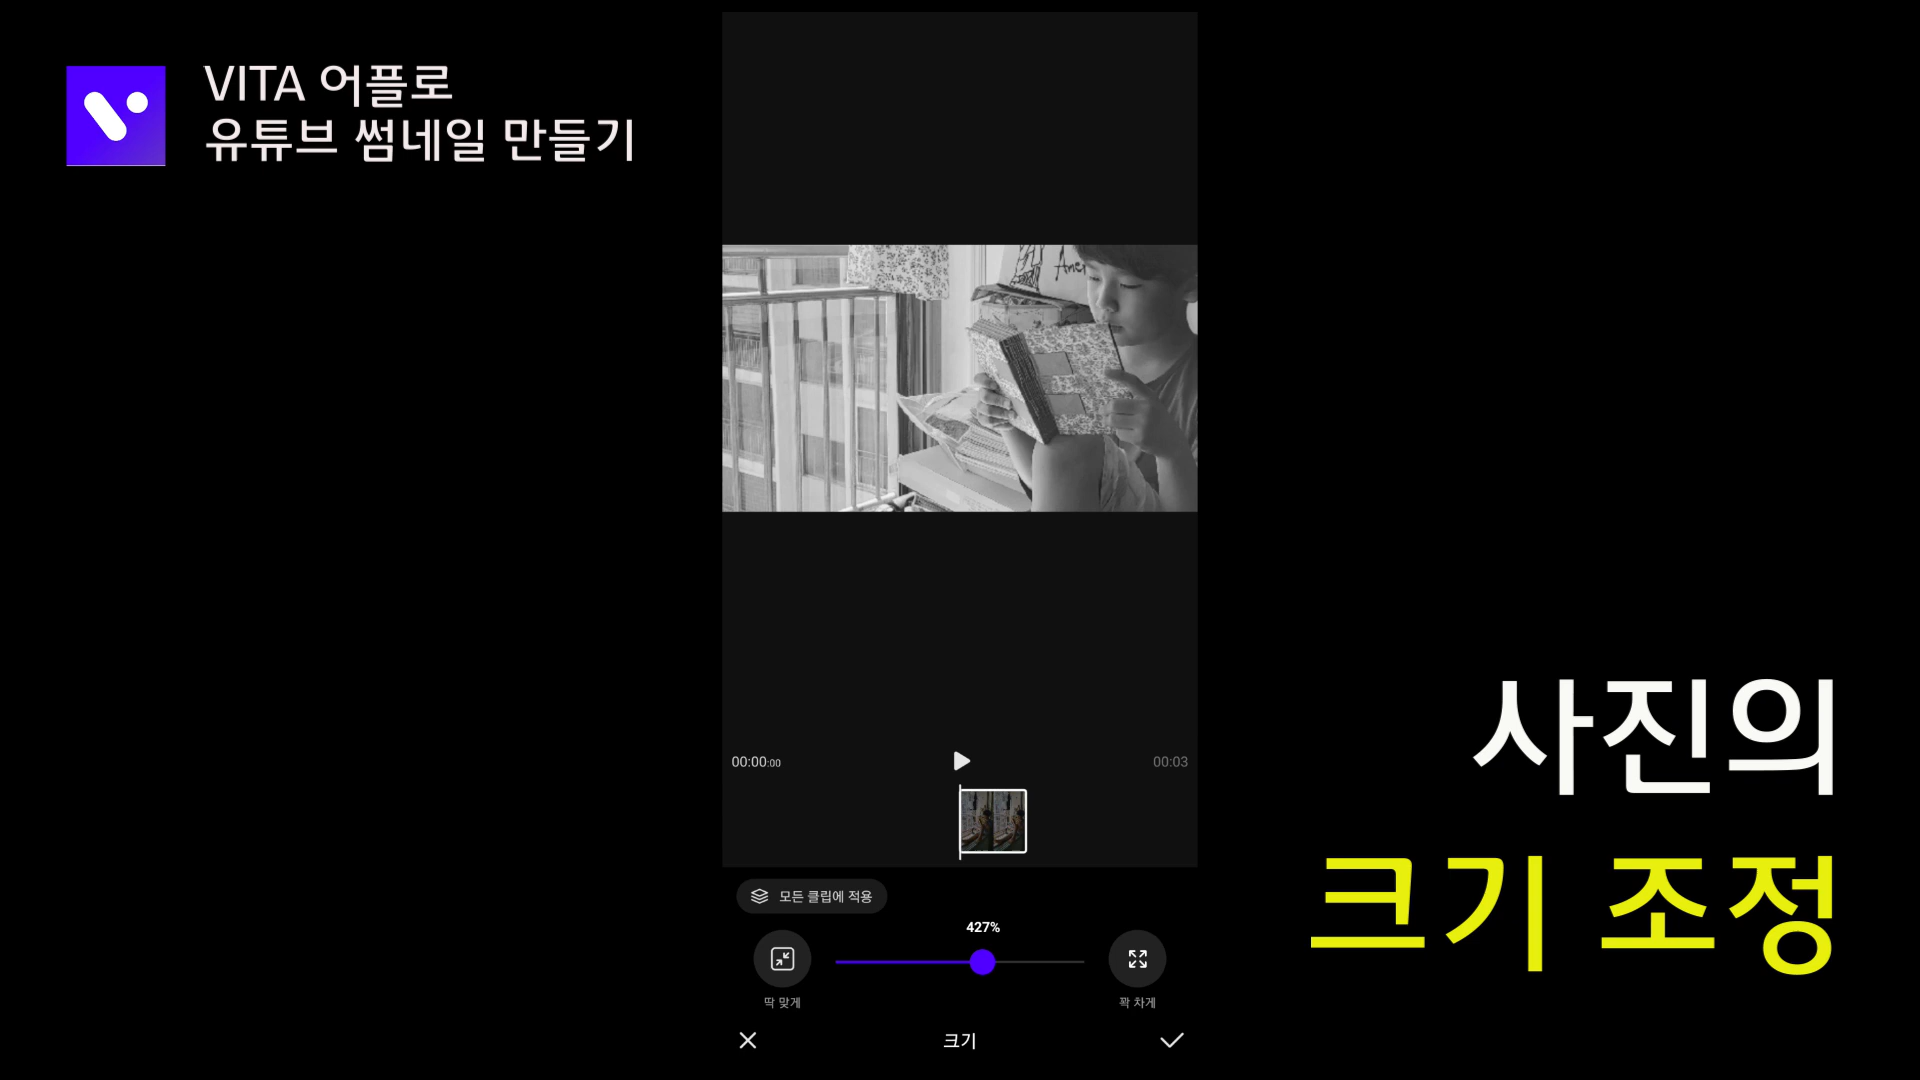 VITA 어플로
유튜브 썸네일 만들기
Amer
00:00:00
00:03
모든 클립에 적용
427%
딱 맞게
꽉 차게
크기
사진의
크기 조정